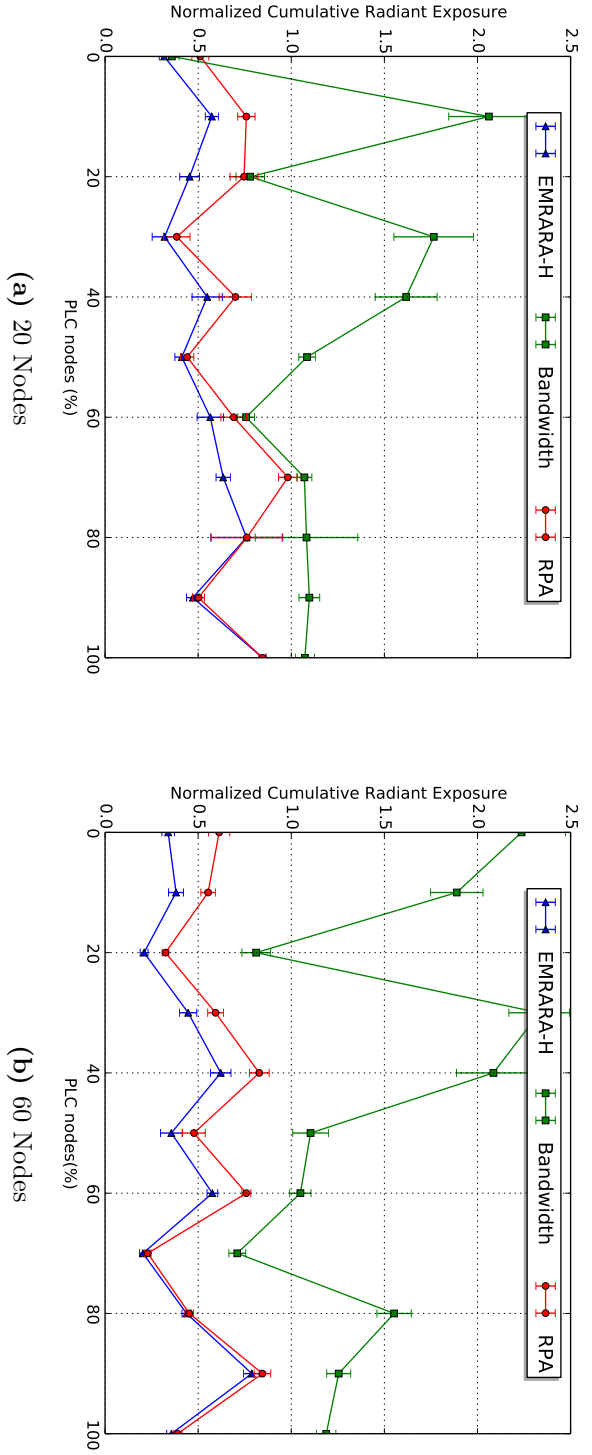 Normalized Cumulative Radiant Exposure
2.5
2.0
1.5
1.0
0.5
0.0
0 20 40 60 80 100
PLC nodes (%)
EMRARA-H Bandwidth RPA
(a) 20 Nodes
Normalized Cumulative Radiant Exposure
2.5
2.0
1.5
1.0
0.5
0.0
0 20 40 60 80 100
PLC nodes(%)
EMRARA-H Bandwidth RPA
(b) 60 Nodes